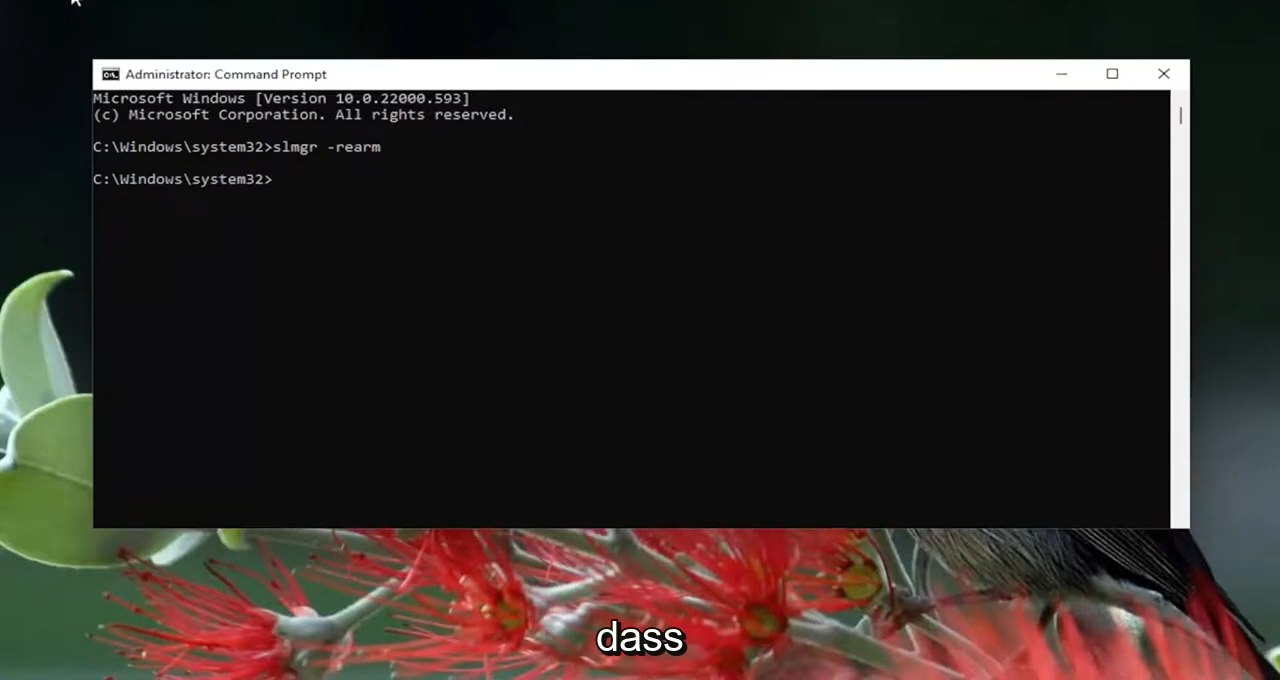 Administrator: Command Prompt
Microsoft Windows [Version 10.0.22000.593]
(c) Microsoft Corporation. All rights reserved.
C:\Windows\system32>slmgr -rearm
C:\Windows\system32>
dass